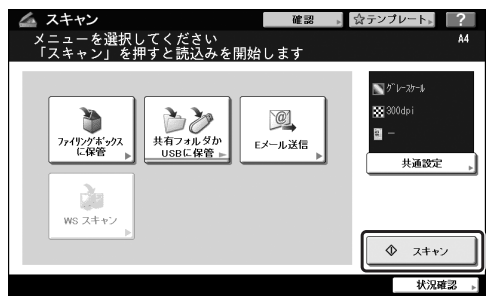 スキャン
確認
☆テンプレート
?
メニューを選択してください
「スキャン」を押すと読込みを開始します
A4
ファイリングボックス
に保管
共有フォルダか
USBに保管
Eメール送信
WS スキャン
グレースケール
300dpi
－
共通設定
スキャン
状況確認